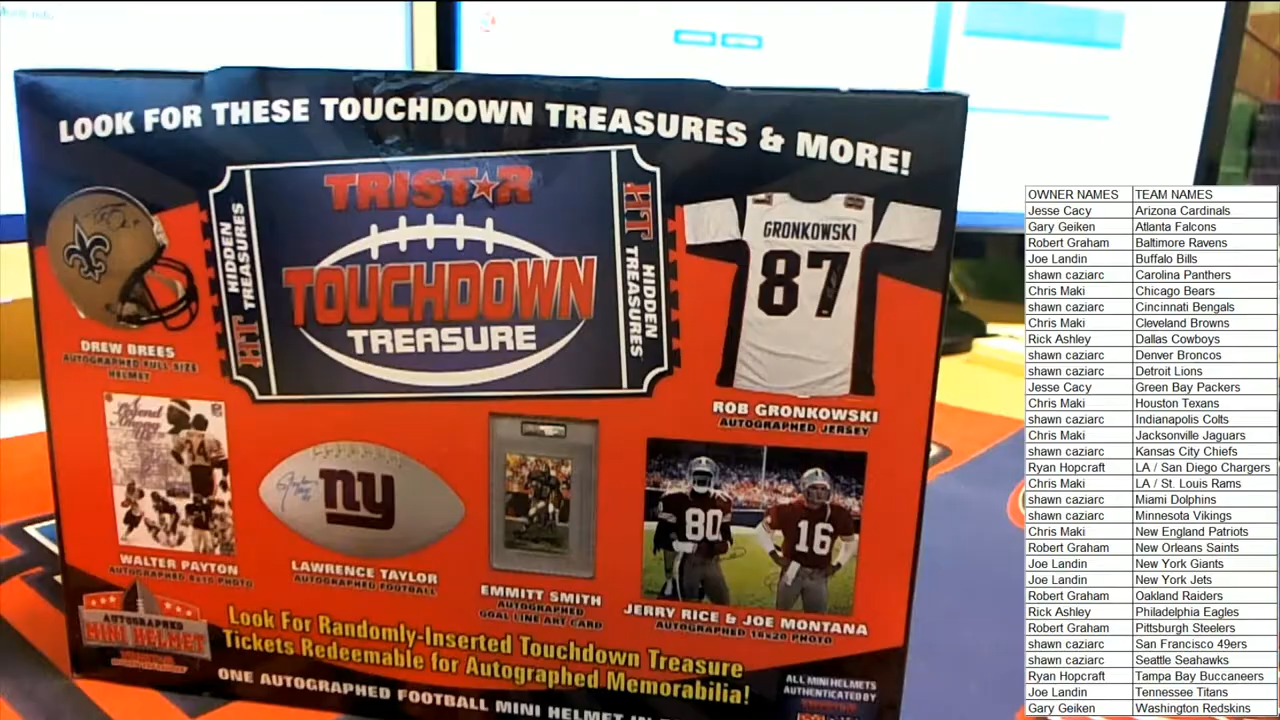 LOOK FOR THESE TOUCHDOWN TREASURES & MORE!
HIDDEN TREASURES
HT
TRISTAR
TOUCHDOWN
TREASURE
HT
HIDDEN TREASURES
GRONKOWSKI
87
DREW BREES
AUTOGRAPHED FULL SIZE
HELMET
ROB GRONKOWSKI
AUTOGRAPHED JERSEY
34
ny
80
16
WALTER PAYTON
AUTOGRAPHED 8x10 PHOTO
LAWRENCE TAYLOR
AUTOGRAPHED FOOTBALL
EMMITT SMITH
AUTOGRAPHED
GOAL LINE ART CARD
JERRY RICE & JOE MONTANA
AUTOGRAPHED 16x20 PHOTO
AUTOGRAPHED
MINI HELMET
Look For Randomly-Inserted Touchdown Treasure
Tickets Redeemable for Autographed Memorabilia!
ONE AUTOGRAPHED FOOTBALL MINI HELMET IN
ALL MINI HELMETS
AUTHENTICATED BY
OWNER NAMES TEAM NAMES
Jesse Cacy Arizona Cardinals
Gary Geiken Atlanta Falcons
Robert Graham Baltimore Ravens
Joe Landin Buffalo Bills
shawn caziarc Carolina Panthers
Chris Maki Chicago Bears
shawn caziarc Cincinnati Bengals
Chris Maki Cleveland Browns
Rick Ashley Dallas Cowboys
shawn caziarc Denver Broncos
shawn caziarc Detroit Lions
Jesse Cacy Green Bay Packers
Chris Maki Houston Texans
shawn caziarc Indianapolis Colts
Chris Maki Jacksonville Jaguars
shawn caziarc Kansas City Chiefs
Ryan Hopcraft LA / San Diego Chargers
Chris Maki LA / St. Louis Rams
shawn caziarc Miami Dolphins
shawn caziarc Minnesota Vikings
Chris Maki New England Patriots
Robert Graham New Orleans Saints
Joe Landin New York Giants
Joe Landin New York Jets
Robert Graham Oakland Raiders
Rick Ashley Philadelphia Eagles
Robert Graham Pittsburgh Steelers
shawn caziarc San Francisco 49ers
shawn caziarc Seattle Seahawks
Ryan Hopcraft Tampa Bay Buccaneers
Joe Landin Tennessee Titans
Gary Geiken Washington Redskins